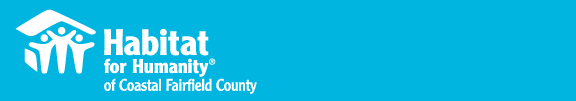 Habitat
for Humanity®
of Coastal Fairfield County